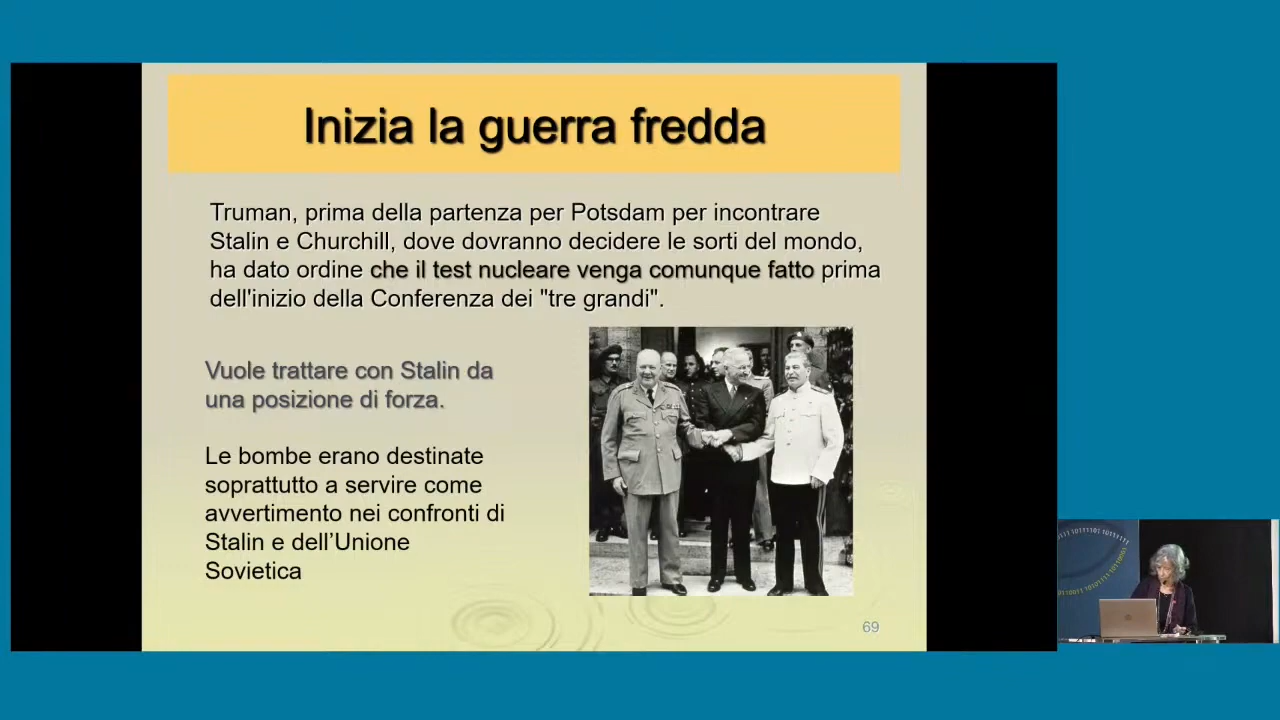 Inizia la guerra fredda
Truman, prima della partenza per Potsdam per incontrare
Stalin e Churchill, dove dovranno decidere le sorti del mondo,
ha dato ordine che il test nucleare venga comunque fatto prima
dell'inizio della Conferenza dei "tre grandi".
Vuole trattare con Stalin da
una posizione di forza.
Le bombe erano destinate
soprattutto a servire come
avvertimento nei confronti di
Stalin e dell’Unione
Sovietica
69